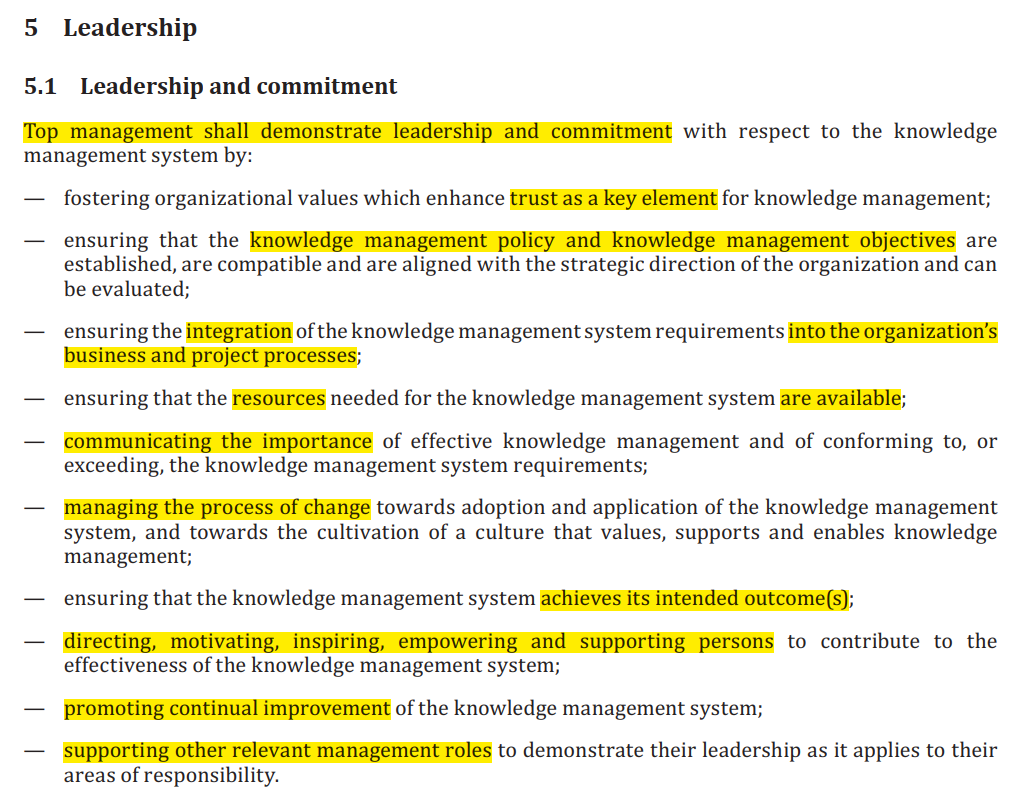 5 Leadership
5.1 Leadership and commitment
Top management shall demonstrate leadership and commitment with respect to the knowledge
management system by:
— fostering organizational values which enhance trust as a key element for knowledge management;
— ensuring that the knowledge management policy and knowledge management objectives are
established, are compatible and are aligned with the strategic direction of the organization and can
be evaluated;
— ensuring the integration of the knowledge management system requirements into the organization's
business and project processes;
— ensuring that the resources needed for the knowledge management system are available;
— communicating the importance of effective knowledge management and of conforming to, or
exceeding, the knowledge management system requirements;
— managing the process of change towards adoption and application of the knowledge management
system, and towards the cultivation of a culture that values, supports and enables knowledge
management;
— ensuring that the knowledge management system achieves its intended outcome(s);
— directing, motivating, inspiring, empowering and supporting persons to contribute to the
effectiveness of the knowledge management system;
— promoting continual improvement of the knowledge management system;
— supporting other relevant management roles to demonstrate their leadership as it applies to their
areas of responsibility.